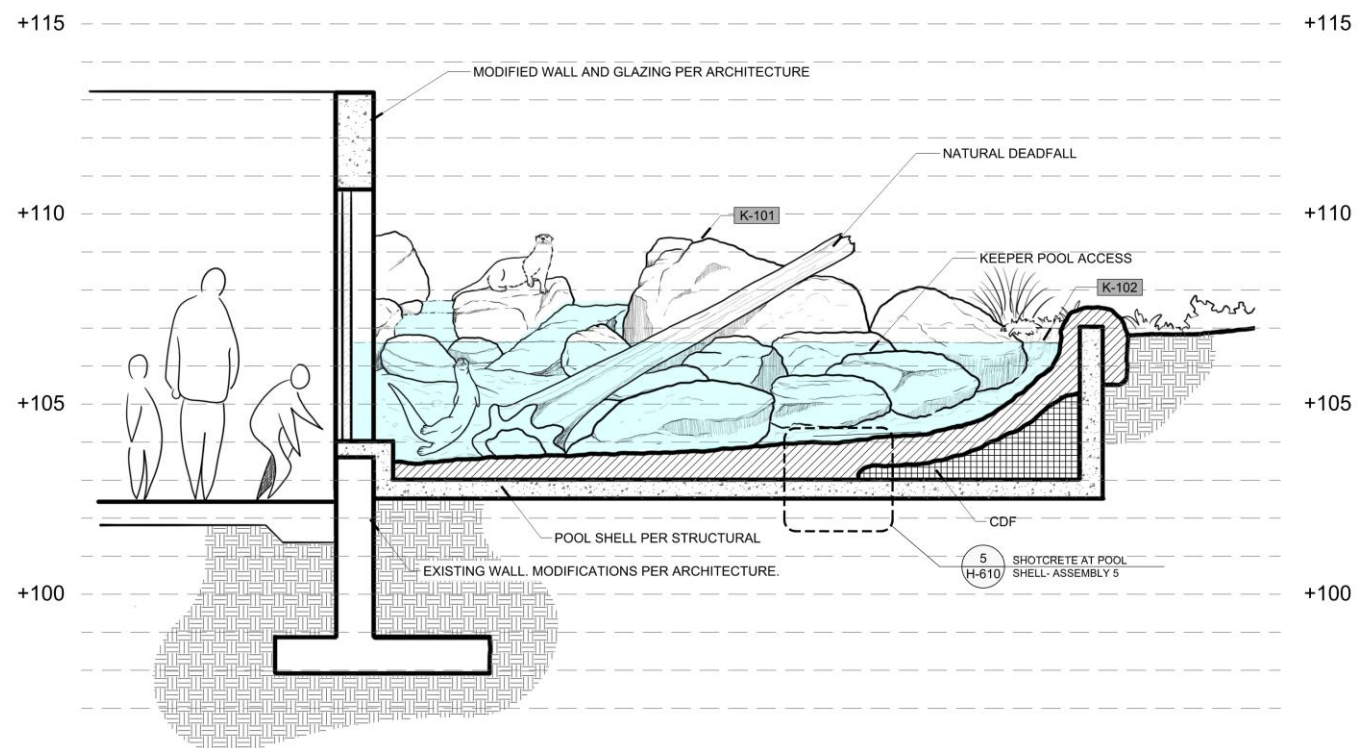 +115
+115
MODIFIED WALL AND GLAZING PER ARCHITECTURE
NATURAL DEADFALL
+110
K-101
+110
KEEPER POOL ACCESS
K-102
+105
+105
CDF
POOL SHELL PER STRUCTURAL
5
H-610
SHOTCRETE AT POOL
SHELL- ASSEMBLY 5
EXISTING WALL. MODIFICATIONS PER ARCHITECTURE.
+100
+100